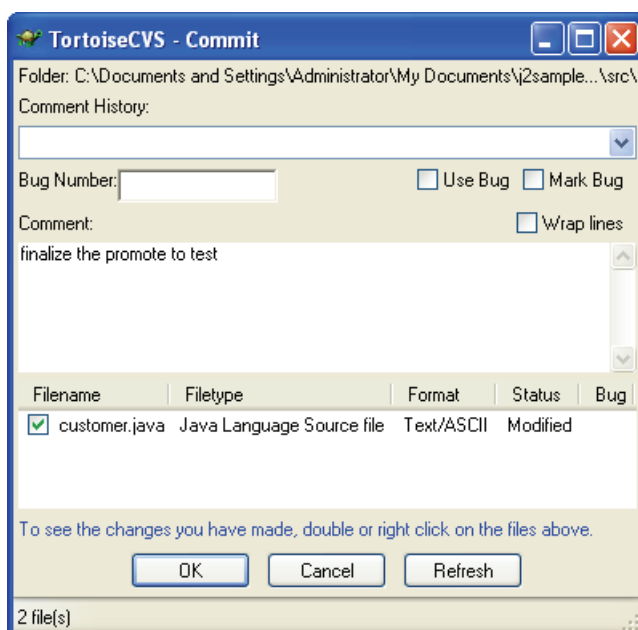 TortoiseCVS - Commit
Folder: C:\Documents and Settings\Administrator\My Documents\j2sample...\src\
Comment History:
Bug Number: Use Bug Mark Bug
Comment: Wrap lines
finalize the promote to test
Filename Filetype Format Status Bug
customer.java Java Language Source file Text/ASCII Modified
To see the changes you have made, double or right click on the files above.
OK Cancel Refresh
2 file(s)